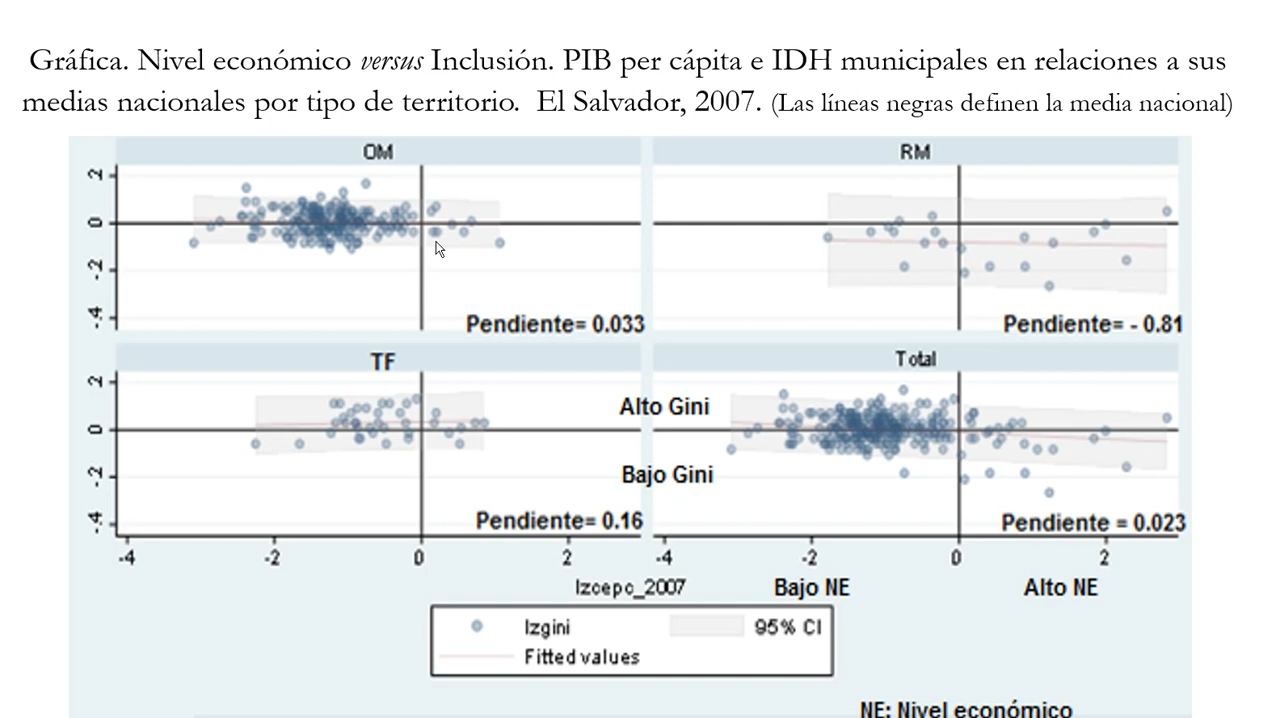 Gráfica. Nivel económico versus Inclusión. PIB per cápita e IDH municipales en relaciones a sus
medias nacionales por tipo de territorio. El Salvador, 2007. (Las líneas negras definen la media nacional)
OM
RM
.2
0
-.2
-.4
Pendiente= 0.033
Pendiente= - 0.81
TF
Total
.2
0
-.2
-.4
Alto Gini
Bajo Gini
Pendiente= 0.16
Pendiente = 0.023
-4 -2 0 2 -4 -2 0 2
lzcepc_2007
Bajo NE
Alto NE
lzgini
95% CI
Fitted values
NE: Nivel económico